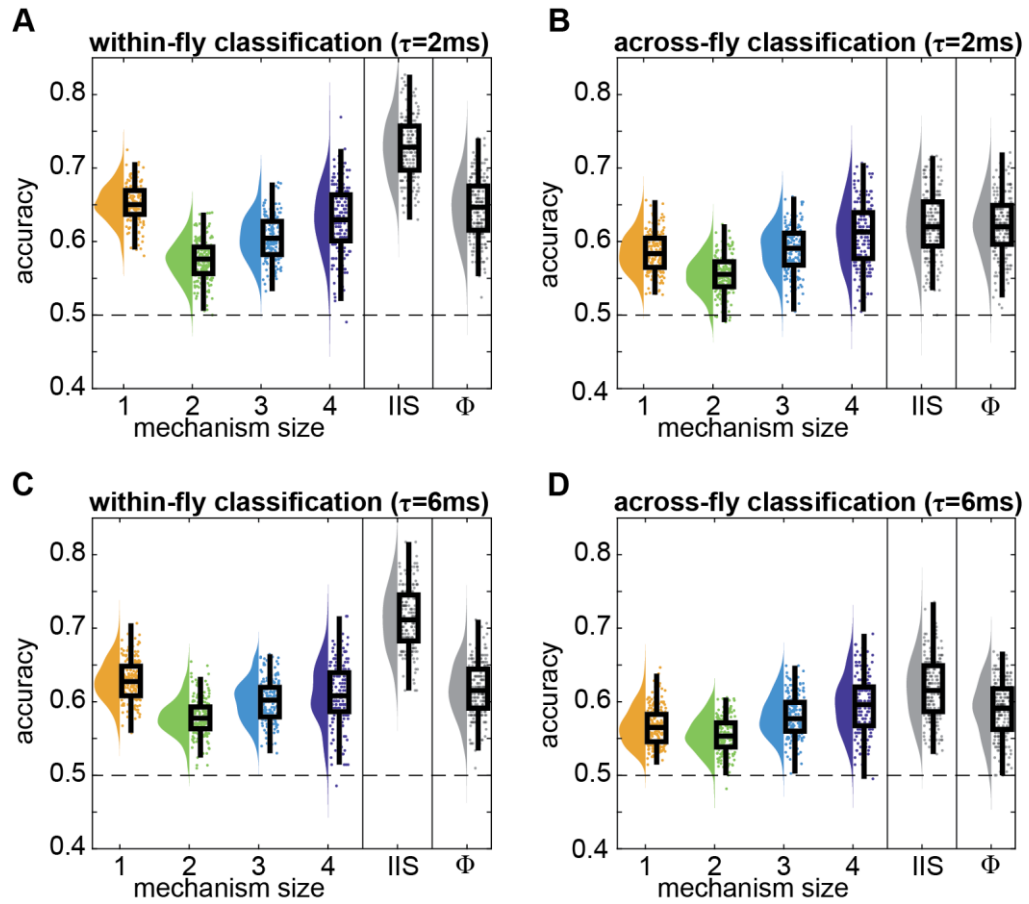 A
within-fly classification (τ=2ms)
accuracy
0.8
0.7
0.6
0.5
0.4
1 2 3 4 IIS Φ
mechanism size
B
across-fly classification (τ=2ms)
accuracy
0.8
0.7
0.6
0.5
0.4
1 2 3 4 IIS Φ
mechanism size
C
within-fly classification (τ=6ms)
accuracy
0.8
0.7
0.6
0.5
0.4
1 2 3 4 IIS Φ
mechanism size
D
across-fly classification (τ=6ms)
accuracy
0.8
0.7
0.6
0.5
0.4
1 2 3 4 IIS Φ
mechanism size